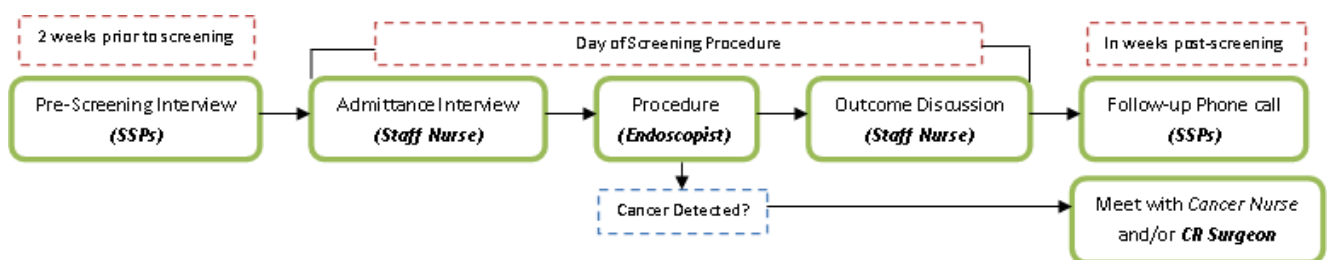 2 weeks prior to screening
Day of Screening Procedure
In weeks post-screening
Pre-Screening Interview
(SSPs)
Admittance Interview
(Staff Nurse)
Procedure
(Endoscopist)
Outcome Discussion
(Staff Nurse)
Follow-up Phone call
(SSPs)
Cancer Detected?
Meet with Cancer Nurse
and/or CR Surgeon